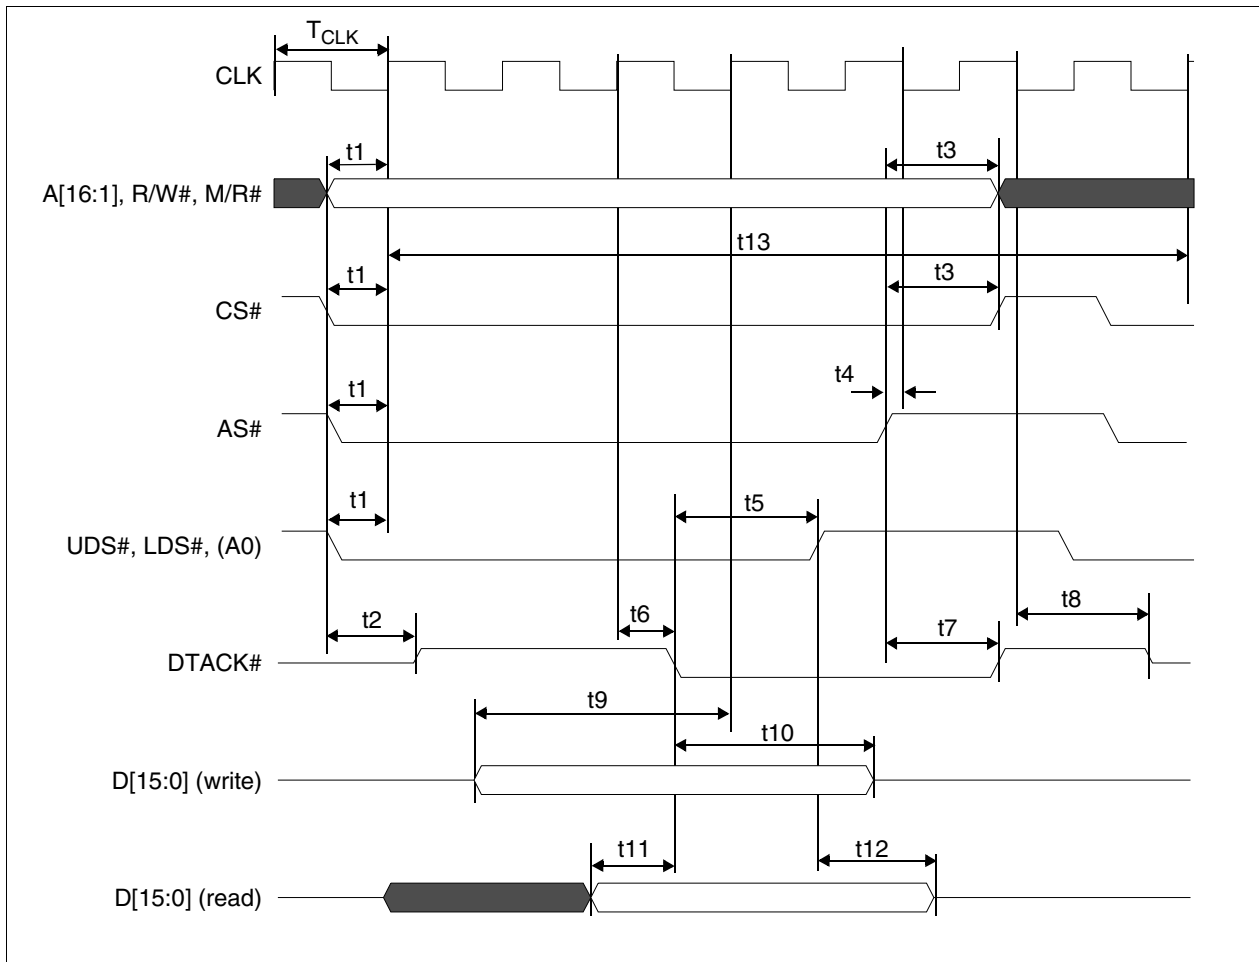 TCLK
CLK
t1
t3
A[16:1], R/W#, M/R#
t13
t1
t3
CS#
t4
t1
AS#
t1
t5
UDS#, LDS#, (A0)
t2
t6
t7
t8
DTACK#
t9
t10
D[15:0] (write)
t11
t12
D[15:0] (read)